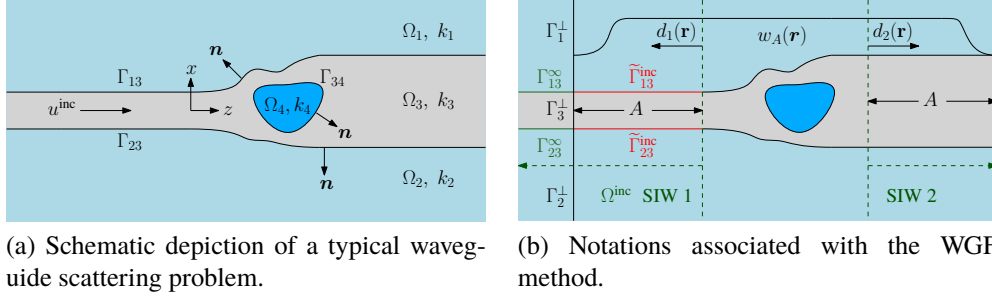 Ω₁, k₁
n
Γ₁₃
x
Γ₃₄
u^inc
z
Ω₄, k₄
Ω₃, k₃
n
Γ₂₃
n
Ω₂, k₂
(a) Schematic depiction of a typical waveg-
uide scattering problem.
Γ₁^⊥
d₁(r)
w_A(r)
d₂(r)
Γ₁₃^∞
Γ̃₁₃^inc
Γ₃^⊥
A
A
Γ₂₃^∞
Γ̃₂₃^inc
Γ₂^⊥
Ω^inc SIW 1
SIW 2
(b) Notations associated with the WGF
method.